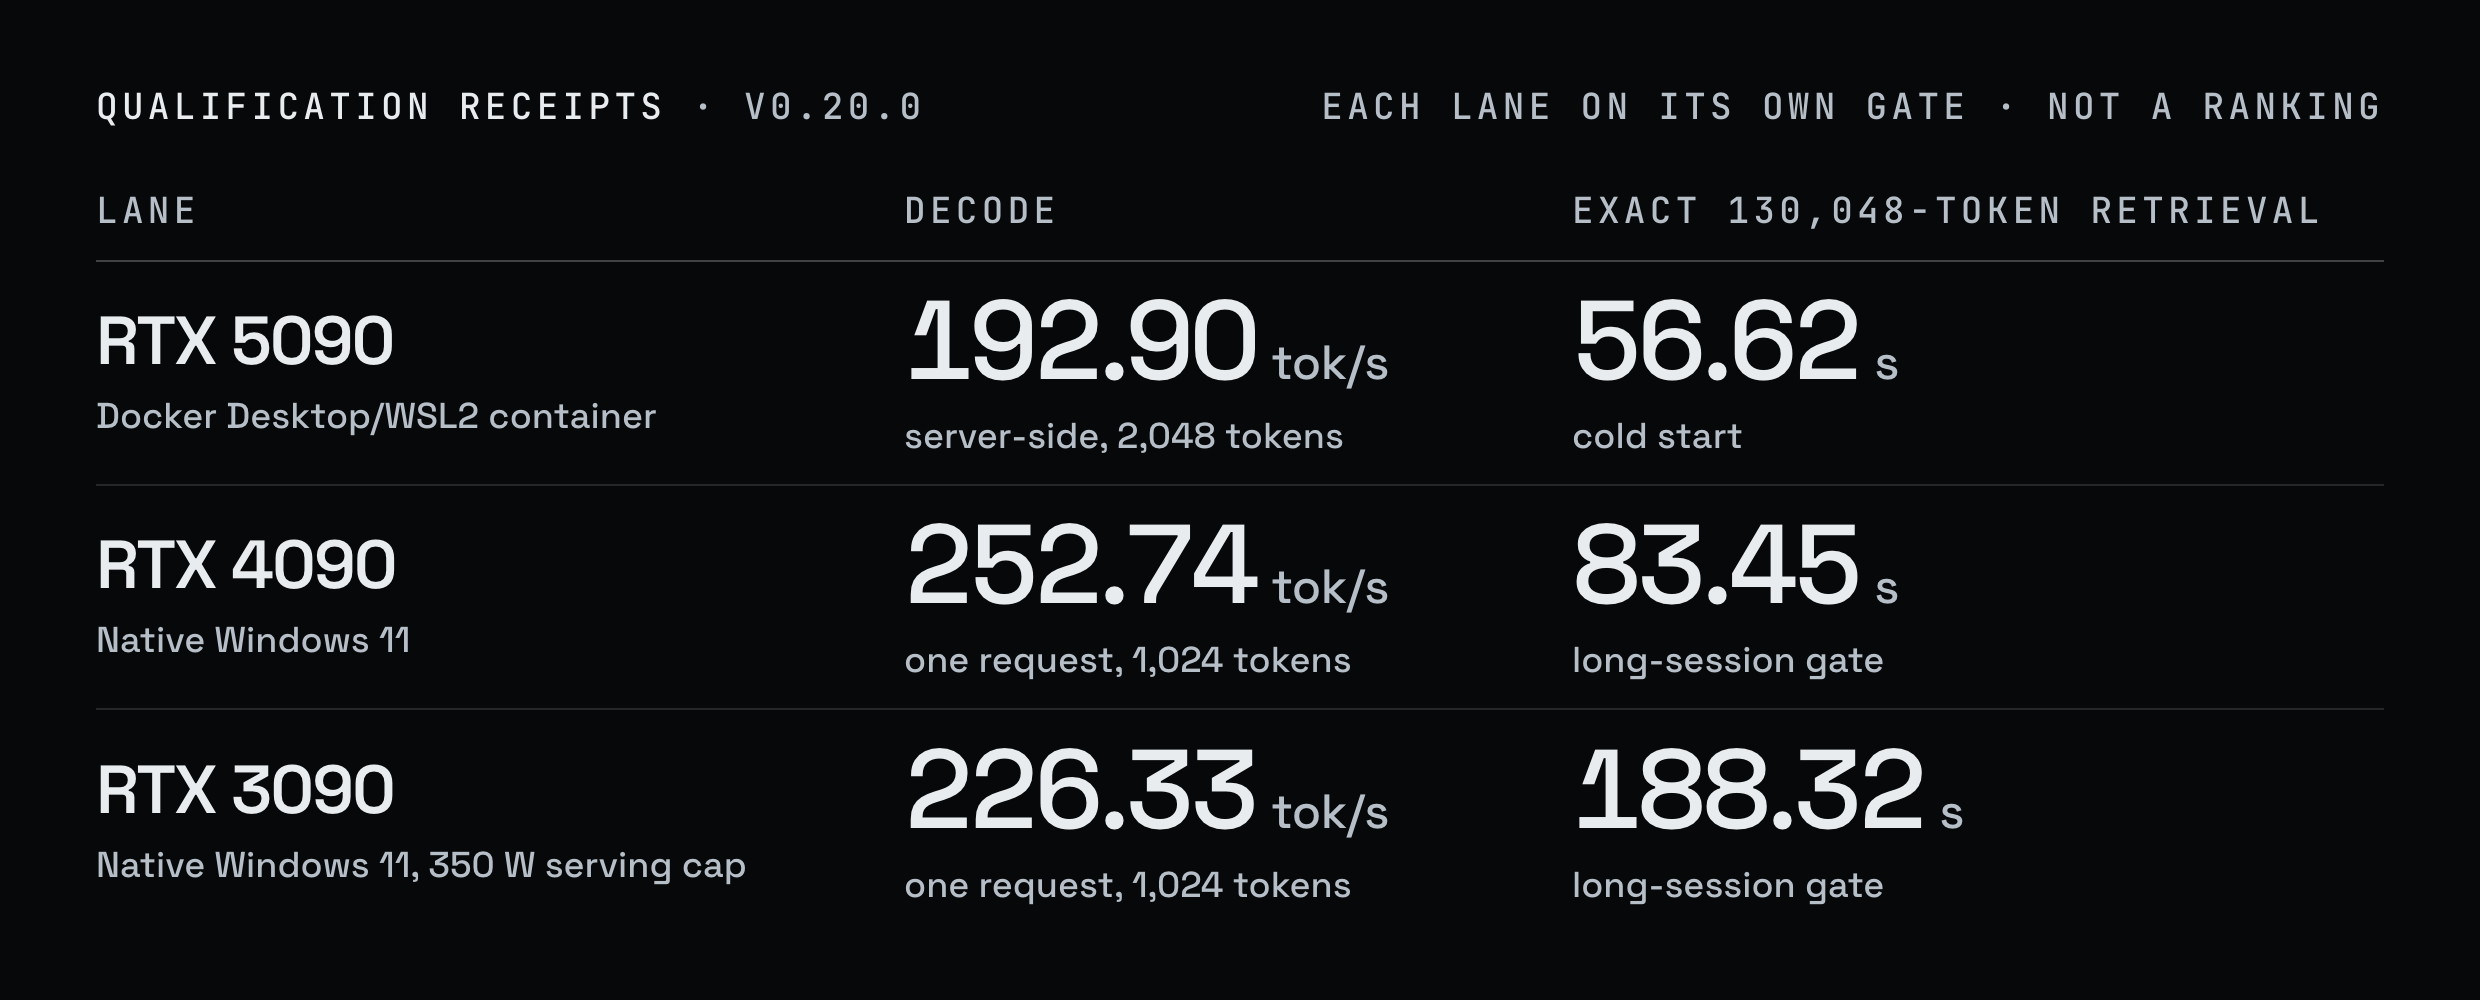 QUALIFICATION RECEIPTS · V0.20.0
EACH LANE ON ITS OWN GATE · NOT A RANKING
LANE
DECODE
EXACT 130,048-TOKEN RETRIEVAL
RTX 5090
Docker Desktop/WSL2 container
192.90 tok/s
server-side, 2,048 tokens
56.62 s
cold start
RTX 4090
Native Windows 11
252.74 tok/s
one request, 1,024 tokens
83.45 s
long-session gate
RTX 3090
Native Windows 11, 350 W serving cap
226.33 tok/s
one request, 1,024 tokens
188.32 s
long-session gate